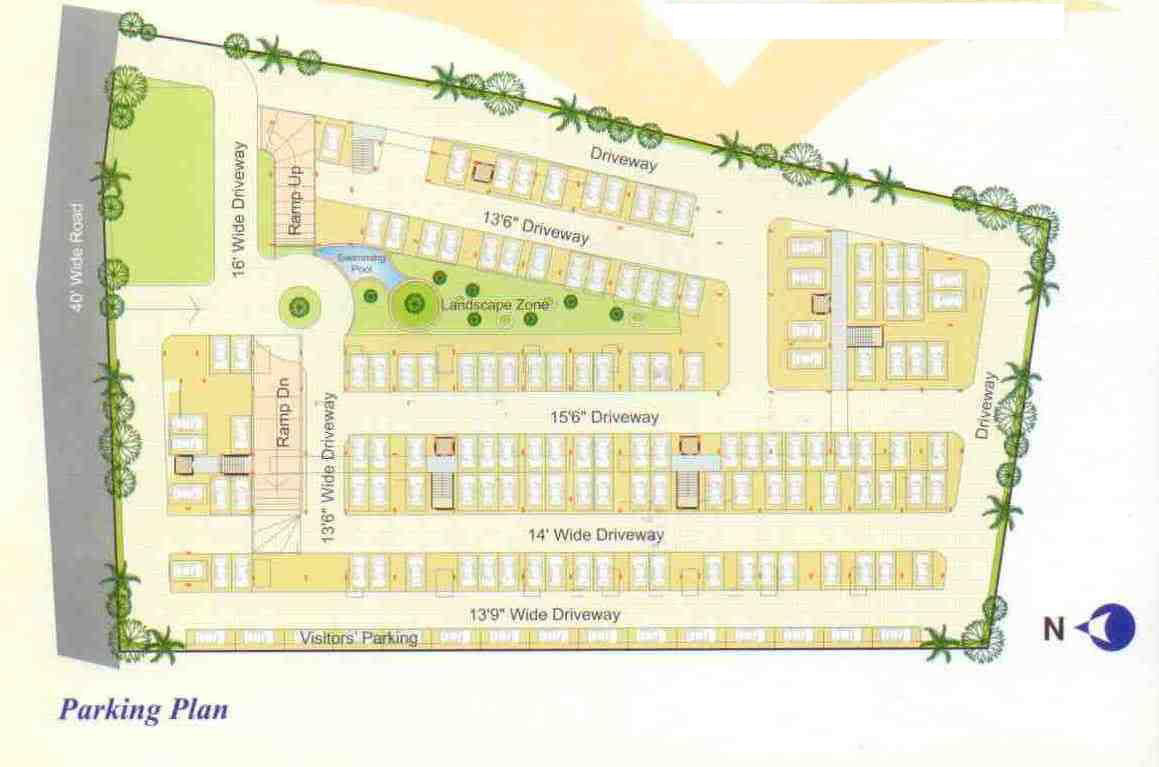 Driveway
16' Wide Driveway
Ramp Up
13'6" Driveway
40' Wide Road
Swimming
Pool
Landscape Zone
Ramp Dn
13'6" Wide Driveway
15'6" Driveway
Driveway
14' Wide Driveway
13'9" Wide Driveway
Visitors' Parking
N
Parking Plan